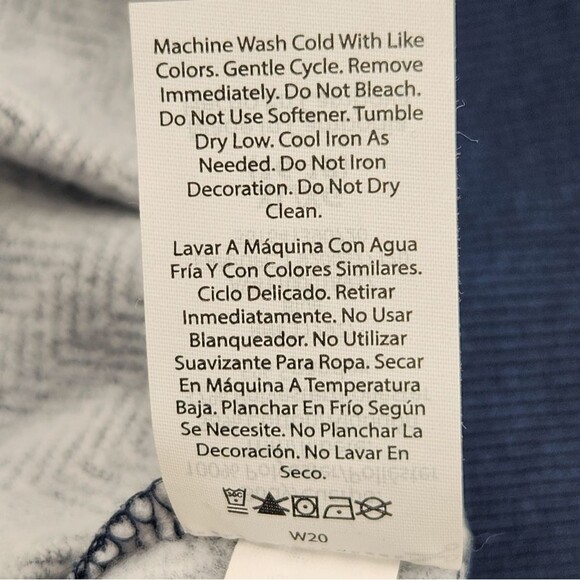 Machine Wash Cold With Like
Colors. Gentle Cycle. Remove
Immediately. Do Not Bleach.
Do Not Use Softener. Tumble
Dry Low. Cool Iron As
Needed. Do Not Iron
Decoration. Do Not Dry
Clean.
Lavar A Máquina Con Agua
Fría Y Con Colores Similares.
Ciclo Delicado. Retirar
Inmediatamente. No Usar
Blanqueador. No Utilizar
Suavizante Para Ropa. Secar
En Máquina A Temperatura
Baja. Planchar En Frío Según
Se Necesite. No Planchar La
Decoración. No Lavar En
Seco.
W20